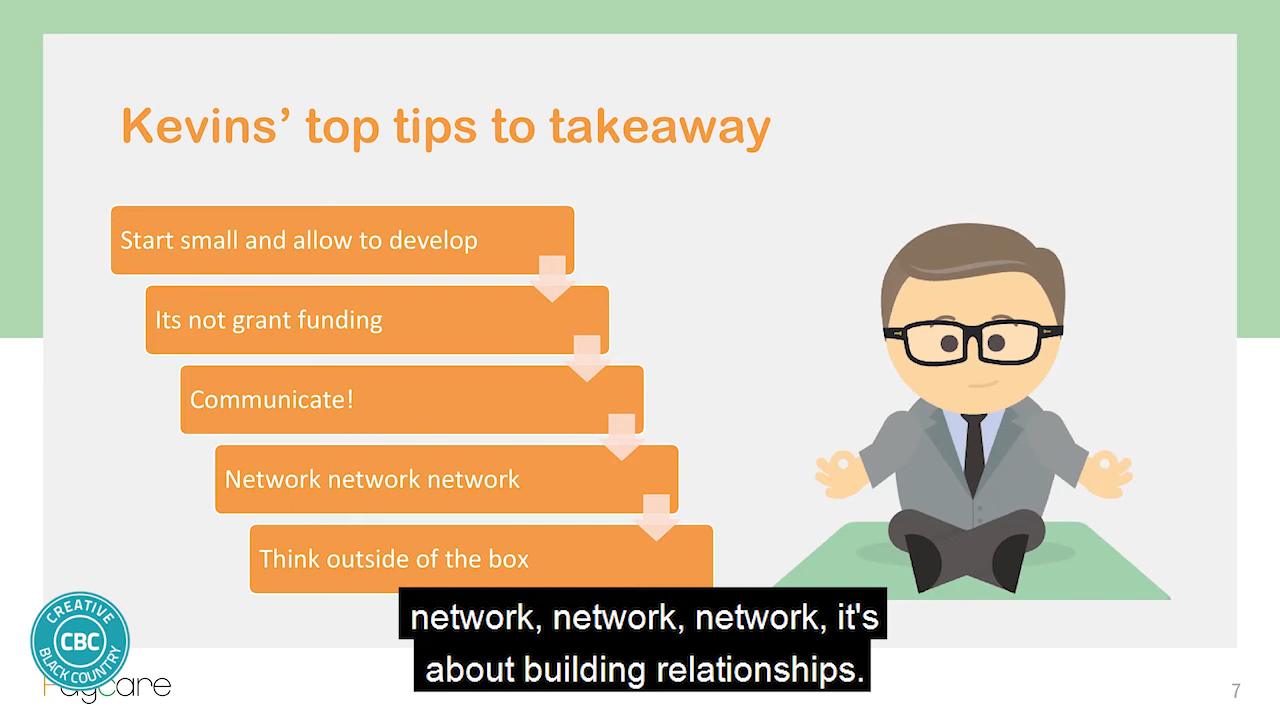 Kevins’ top tips to takeaway
Start small and allow to develop
Its not grant funding
Communicate!
Network network network
Think outside of the box
network, network, network, it's
about building relationships.
CREATIVE
CBC
BLACK COUNTRY
7